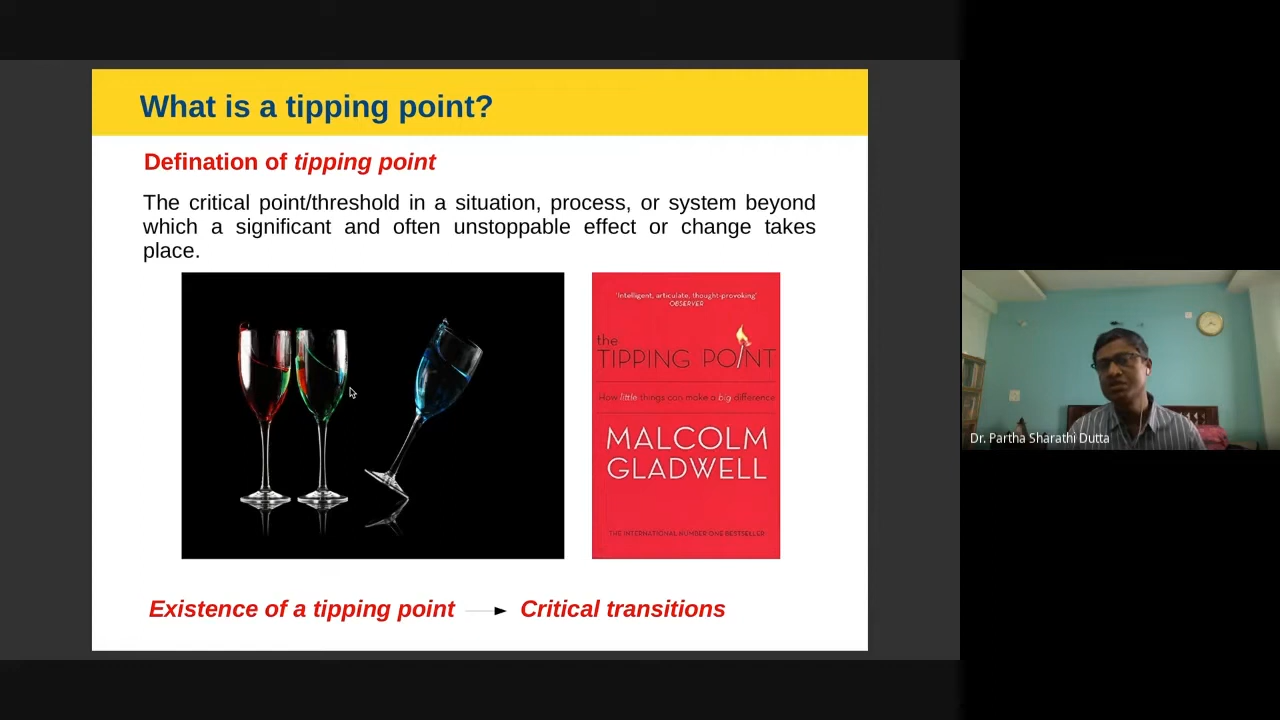 What is a tipping point?
Defination of tipping point
The critical point/threshold in a situation, process, or system beyond
which a significant and often unstoppable effect or change takes
place.
'Intelligent, articulate, thought-provoking'
OBSERVER
the
TIPPING POINT
How little things can make a big difference
MALCOLM
GLADWELL
THE INTERNATIONAL NUMBER ONE BESTSELLER
Existence of a tipping point → Critical transitions
Dr. Partha Sharathi Dutta